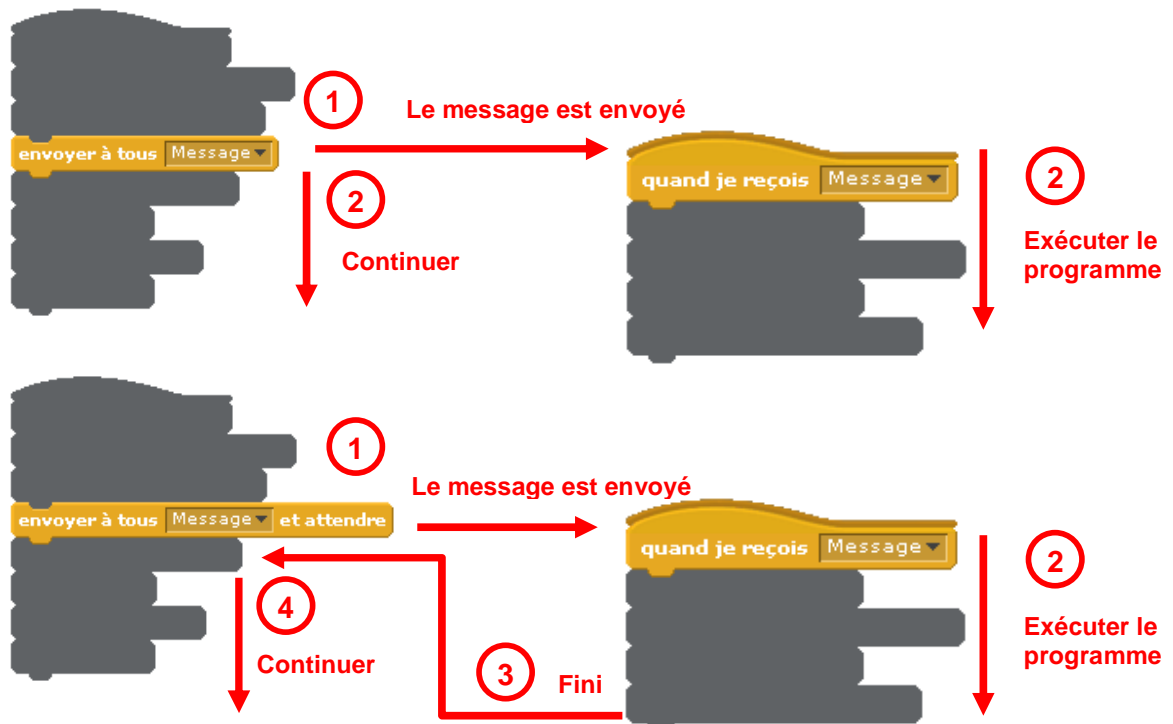 1
Le message est envoyé
envoyer à tous Message
quand je reçois Message
2
Continuer
2
Exécuter le
programme
1
Le message est envoyé
envoyer à tous Message et attendre
quand je reçois Message
2
Exécuter le
programme
4
Continuer
3
Fini